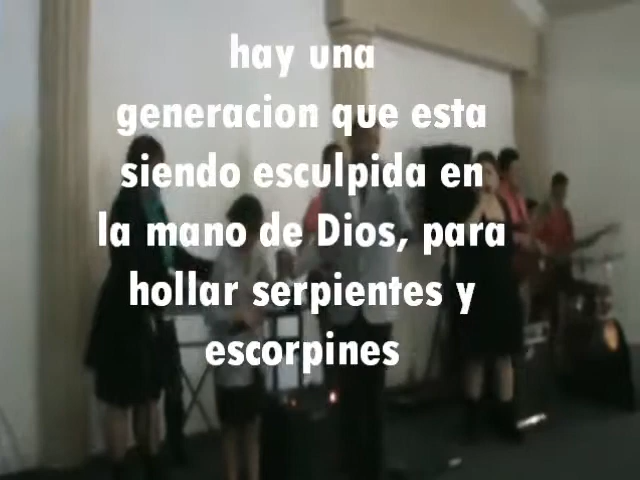 hay una
generacion que esta
siendo esculpida en
la mano de Dios, para
hollar serpientes y
escorpines